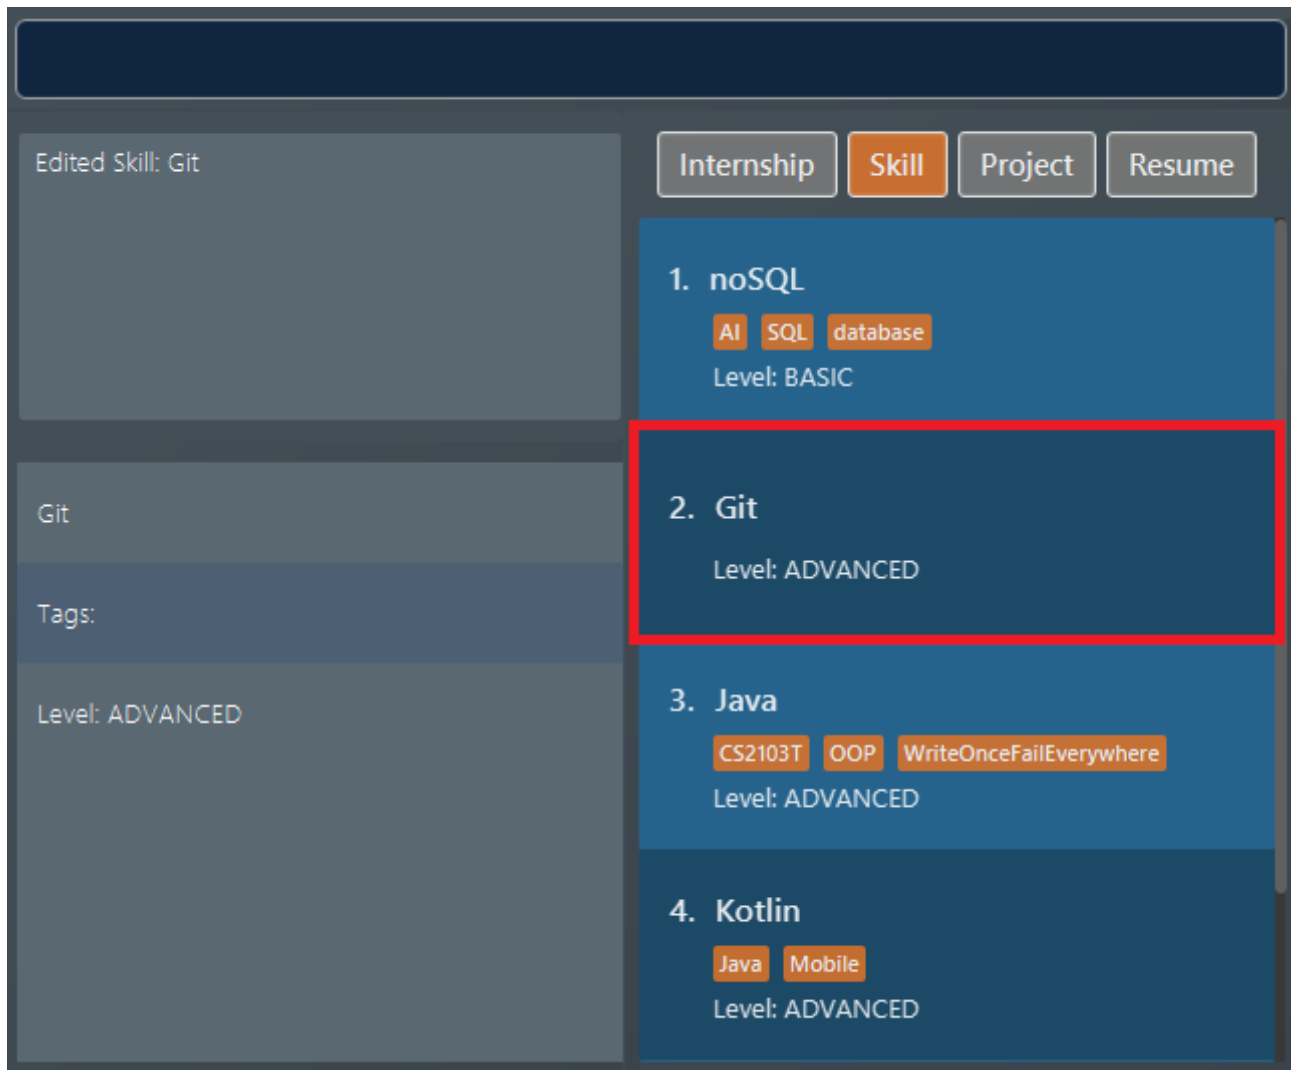 Edited Skill: Git
Git
Tags:
Level: ADVANCED
Internship Skill Project Resume
1. noSQL
AI SQL database
Level: BASIC
2. Git
Level: ADVANCED
3. Java
CS2103T OOP WriteOnceFailEverywhere
Level: ADVANCED
4. Kotlin
Java Mobile
Level: ADVANCED